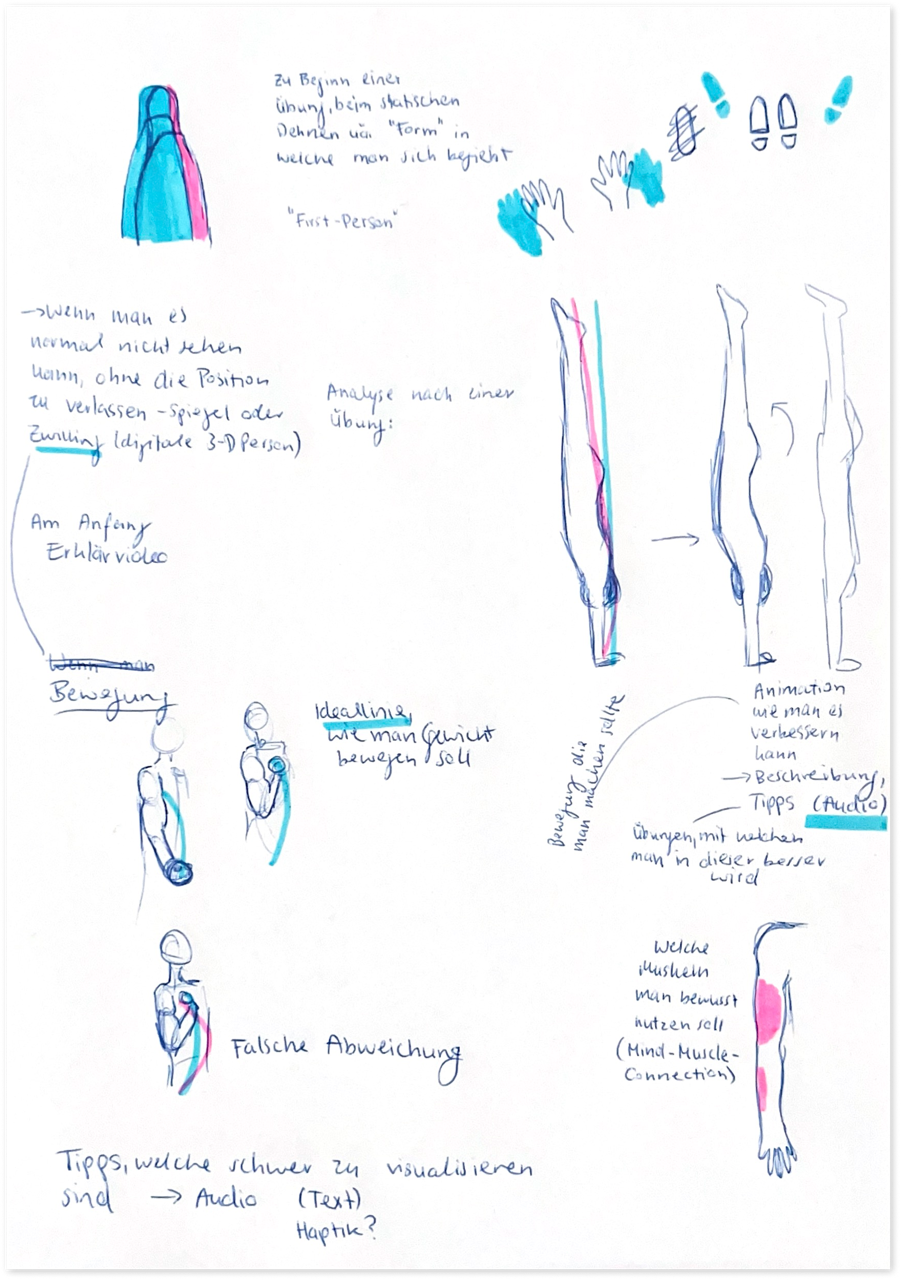 Zu Beginn einer
Übung, beim statischen
Dehnen u.ä. "Form" in
welche man sich begieht
"First-Person"
→ Wenn man es
normal nicht sehen
kann, ohne die Position
zu verlassen - Spiegel oder
Zwilling (digitale 3-D Person)
Am Anfang
Erklärvideo
Analyse nach einer
Übung:
Wenn man
Bewegung
Ideallinie,
wie man Gewicht
bewegen soll
Bewegung die
man machen sollte
Animation
wie man es
verbessern
kann
→ Beschreibung,
Tipps (Audio)
Übungen, mit welchen
man in dieser besser
wird
Falsche Abweichung
Welche
Muskeln
man bewusst
nutzen soll
(Mind-Muscle-
Connection)
Tipps, welche schwer zu visualisieren
sind → Audio (Text)
Haptik?